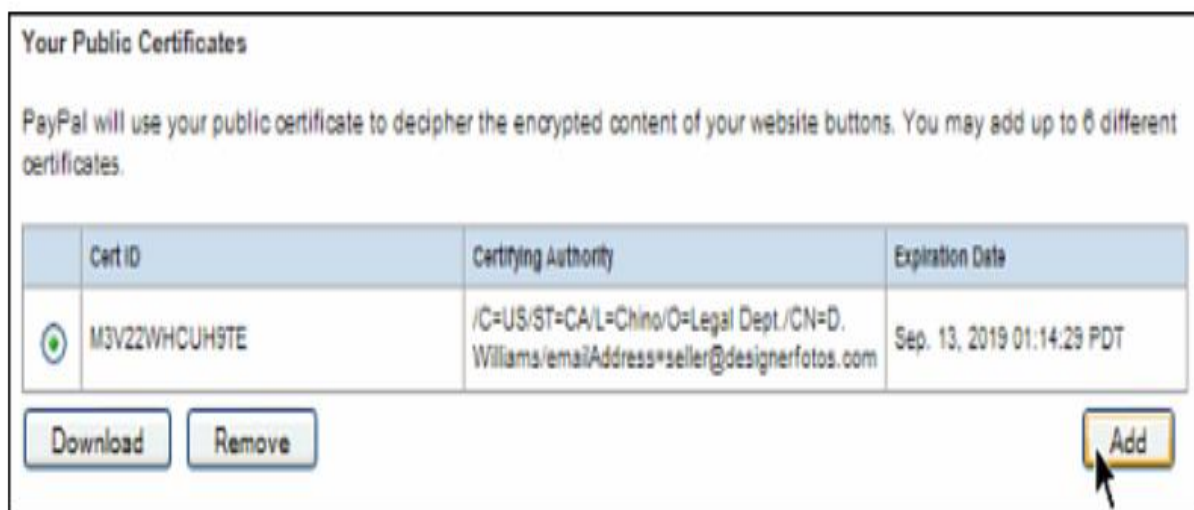 Your Public Certificates
PayPal will use your public certificate to decipher the encrypted content of your website buttons. You may add up to 6 different
certificates.
Cert ID
Certifying Authority
Expiration Date
M3V22WHCUH9TE
/C=US/ST=CA/L=Chino/O=Legal Dept./CN=D.
Williams/emailAddress=seller@designerfotos.com
Sep. 13, 2019 01:14:29 PDT
Download
Remove
Add